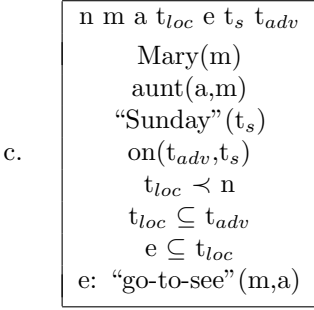 n m a t_loc e t_s t_adv
Mary(m)
aunt(a,m)
“Sunday”(t_s)
c. on(t_adv,t_s)
t_loc ≺ n
t_loc ⊆ t_adv
e ⊆ t_loc
e: “go-to-see”(m,a)